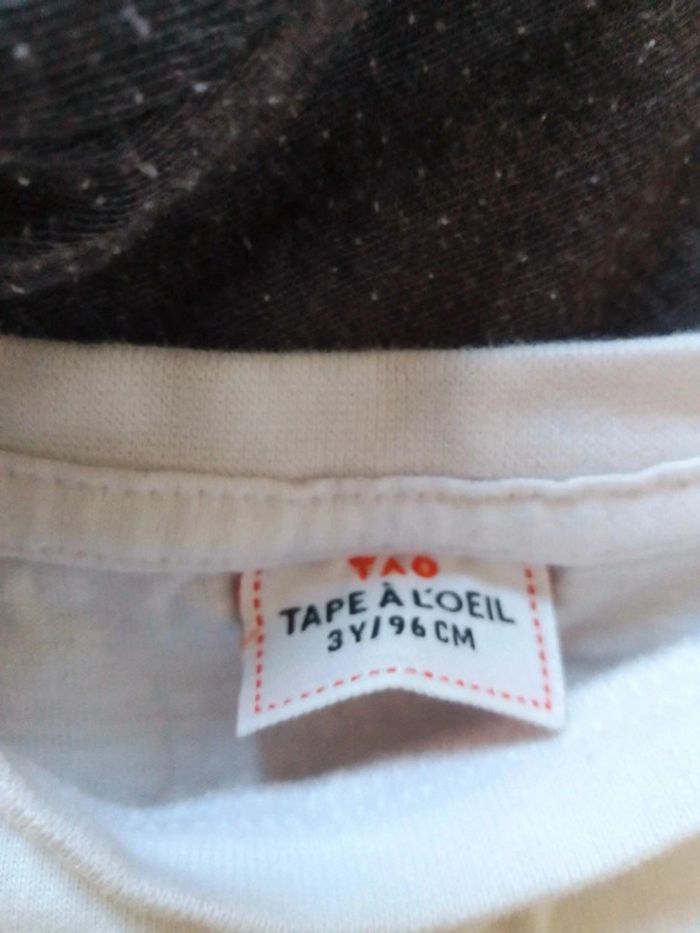 TAO
TAPE À L'OEIL
3Y/96CM